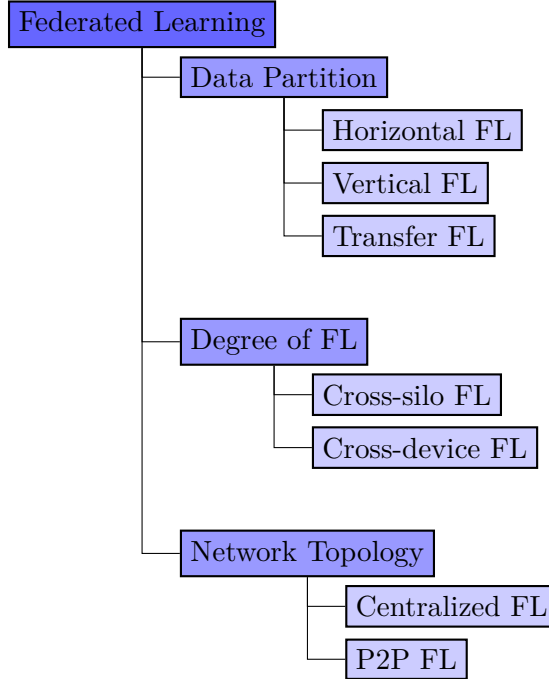 Federated Learning
Data Partition
Horizontal FL
Vertical FL
Transfer FL
Degree of FL
Cross-silo FL
Cross-device FL
Network Topology
Centralized FL
P2P FL